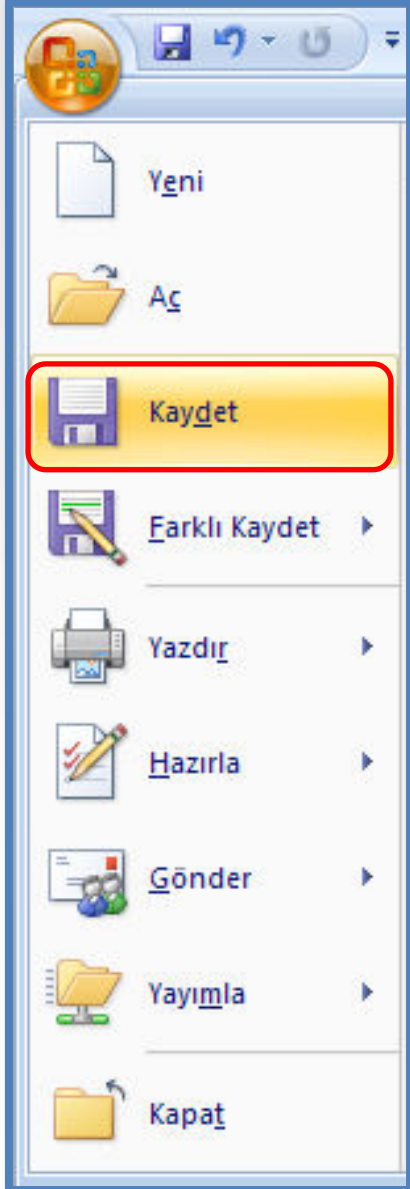 Yeni
Aç
Kaydet
Farklı Kaydet
Yazdır
Hazırla
Gönder
Yayımla
Kapat